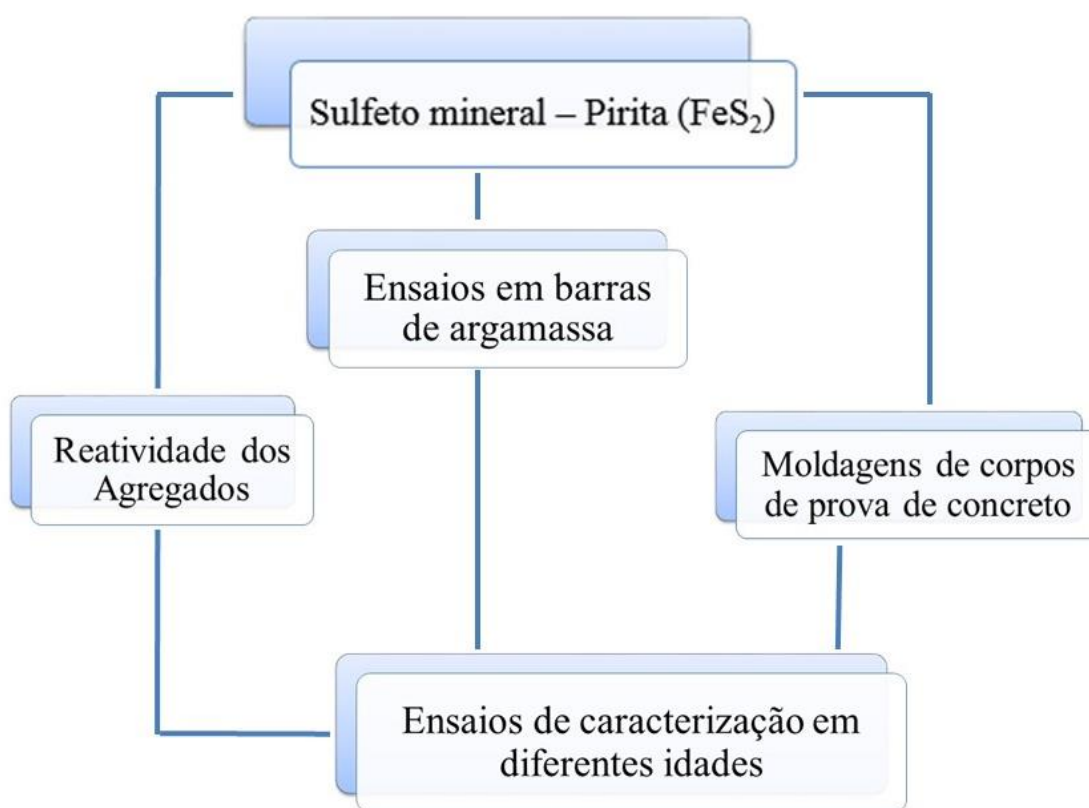 Sulfeto mineral – Pirita (FeS₂)
Ensaios em barras
de argamassa
Reatividade dos
Agregados
Moldagens de corpos
de prova de concreto
Ensaios de caracterização em
diferentes idades